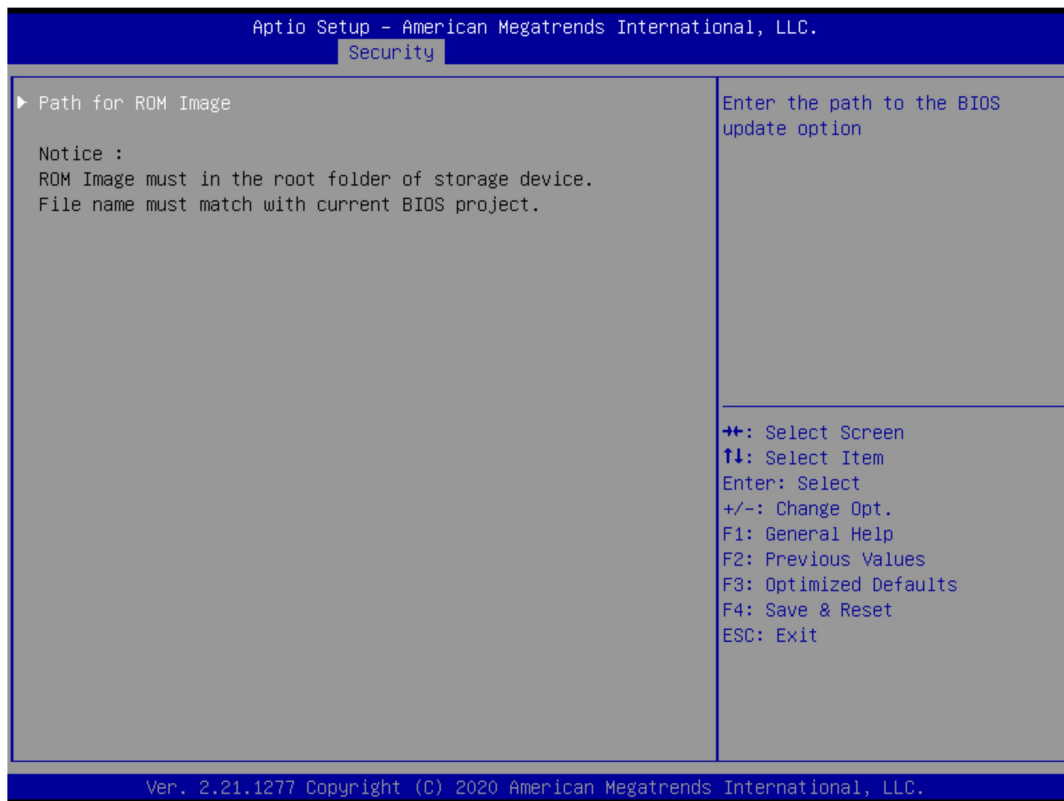 Aptio Setup – American Megatrends International, LLC.
Security
▶ Path for ROM Image
Notice :
ROM Image must in the root folder of storage device.
File name must match with current BIOS project.
Enter the path to the BIOS
update option
→←: Select Screen
↑↓: Select Item
Enter: Select
+/-: Change Opt.
F1: General Help
F2: Previous Values
F3: Optimized Defaults
F4: Save & Reset
ESC: Exit
Ver. 2.21.1277 Copyright (C) 2020 American Megatrends International, LLC.